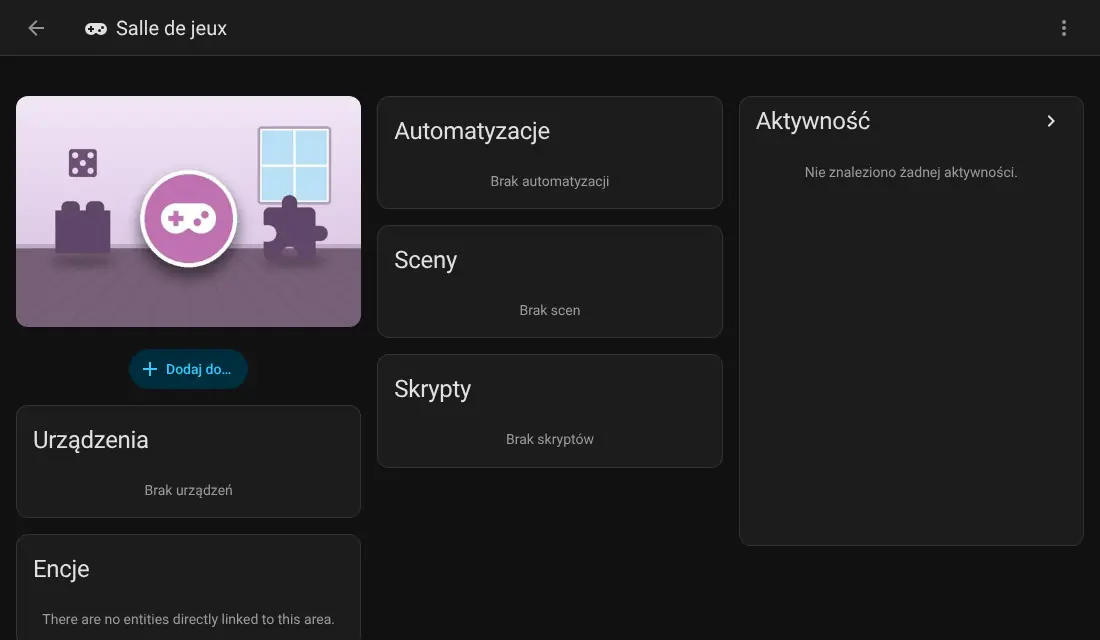 Salle de jeux
Dodaj do...
Urządzenia
Brak urządzeń
Encje
There are no entities directly linked to this area.
Automatyzacje
Brak automatyzacji
Sceny
Brak scen
Skrypty
Brak skryptów
Aktywność
Nie znaleziono żadnej aktywności.